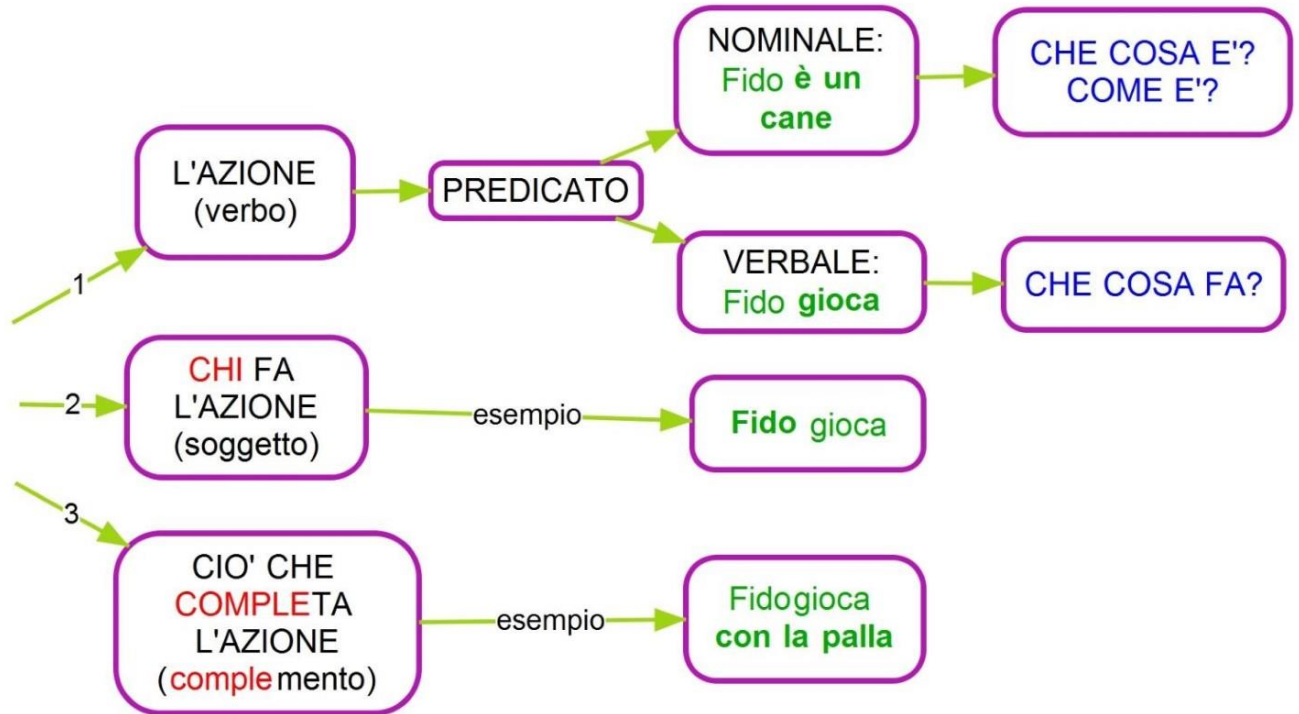 1
L'AZIONE
(verbo)
PREDICATO
NOMINALE:
Fido è un
cane
CHE COSA E'?
COME E'?
VERBALE:
Fido gioca
CHE COSA FA?
2
CHI FA
L'AZIONE
(soggetto)
esempio
Fido gioca
3
CIO' CHE
COMPLETA
L'AZIONE
(complemento)
esempio
Fidogioca
con la palla